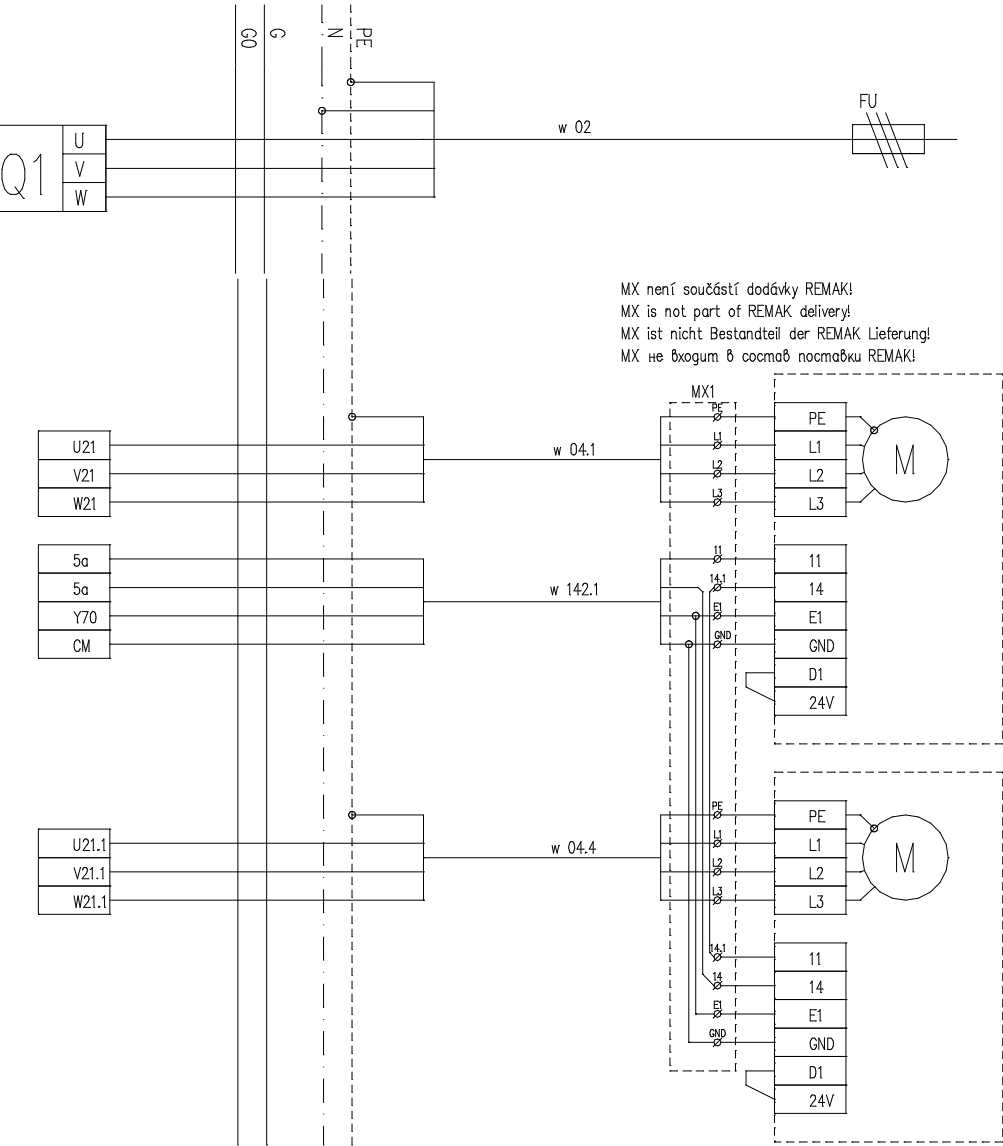 G0
G
N
PE
Q1
U
V
W
w 02
FU
MX není součástí dodávky REMAK!
MX is not part of REMAK delivery!
MX ist nicht Bestandteil der REMAK Lieferung!
MX не входит в состав поставки REMAK!
MX1
U21
V21
W21
w 04.1
PE
L1
L2
L3
PE
L1
L2
L3
M
5a
5a
Y70
CM
w 142.1
11
14.1
E1
GND
11
14
E1
GND
D1
24V
U21.1
V21.1
W21.1
w 04.4
PE
L1
L2
L3
PE
L1
L2
L3
M
14.1
14
E1
GND
11
14
E1
GND
D1
24V